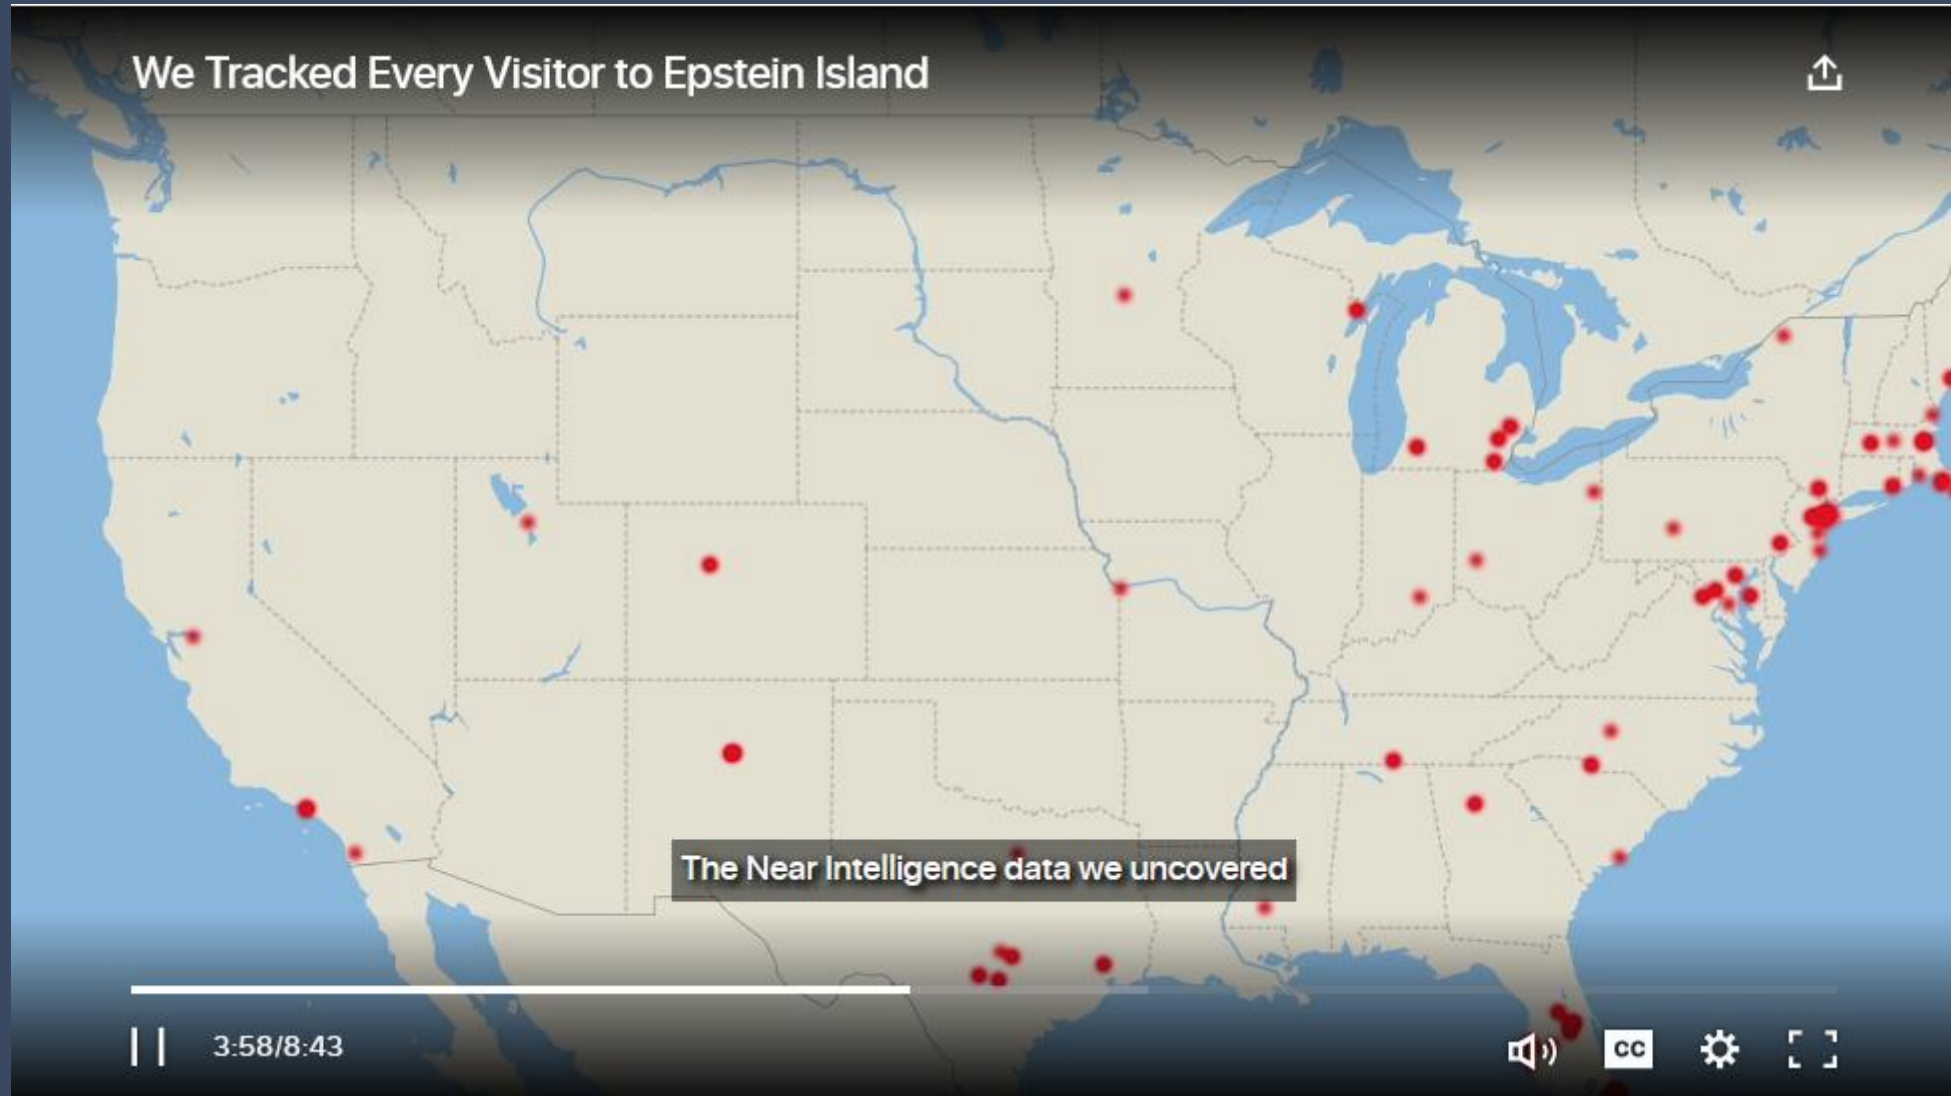 We Tracked Every Visitor to Epstein Island
The Near Intelligence data we uncovered
3:58/8:43
CC